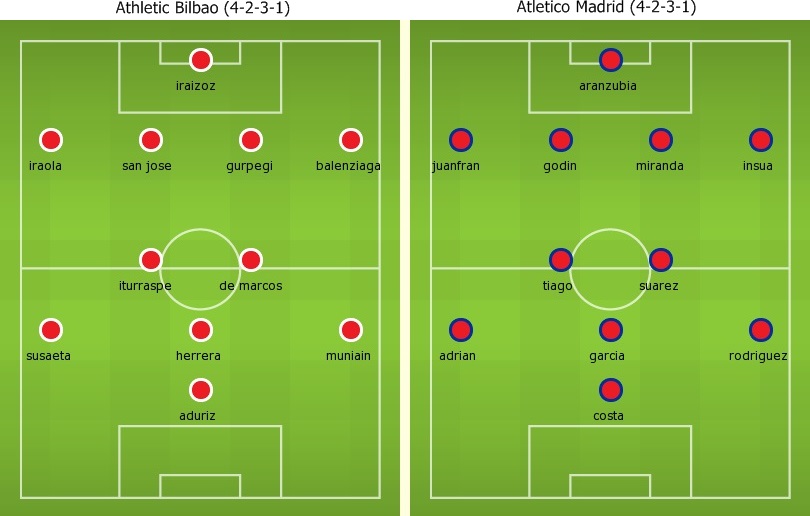 Athletic Bilbao (4-2-3-1)
iraizoz
iraola san jose gurpegi balenziaga
iturraspe de marcos
susaeta herrera muniain
aduriz
Atletico Madrid (4-2-3-1)
aranzubia
juanfran godin miranda insua
tiago suarez
adrian garcia rodriguez
costa